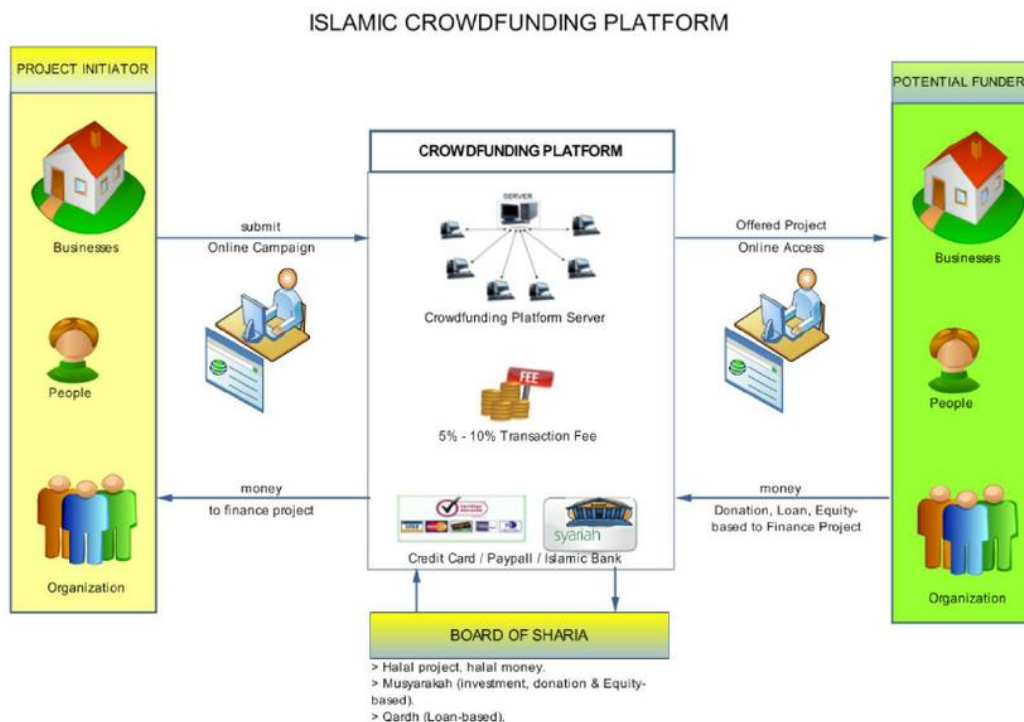 ISLAMIC CROWDFUNDING PLATFORM
PROJECT INITIATOR
Businesses
People
Organization
submit
Online Campaign
money
to finance project
CROWDFUNDING PLATFORM
SERVER
Crowdfunding Platform Server
FEE
5% - 10% Transaction Fee
VISA
syariah
Credit Card / Paypall / Islamic Bank
Offered Project
Online Access
money
Donation, Loan, Equity-
based to Finance Project
POTENTIAL FUNDER
Businesses
People
Organization
BOARD OF SHARIA
> Halal project, halal money.
> Musyarakah (investment, donation & Equity-
based).
> Qardh (Loan-based).